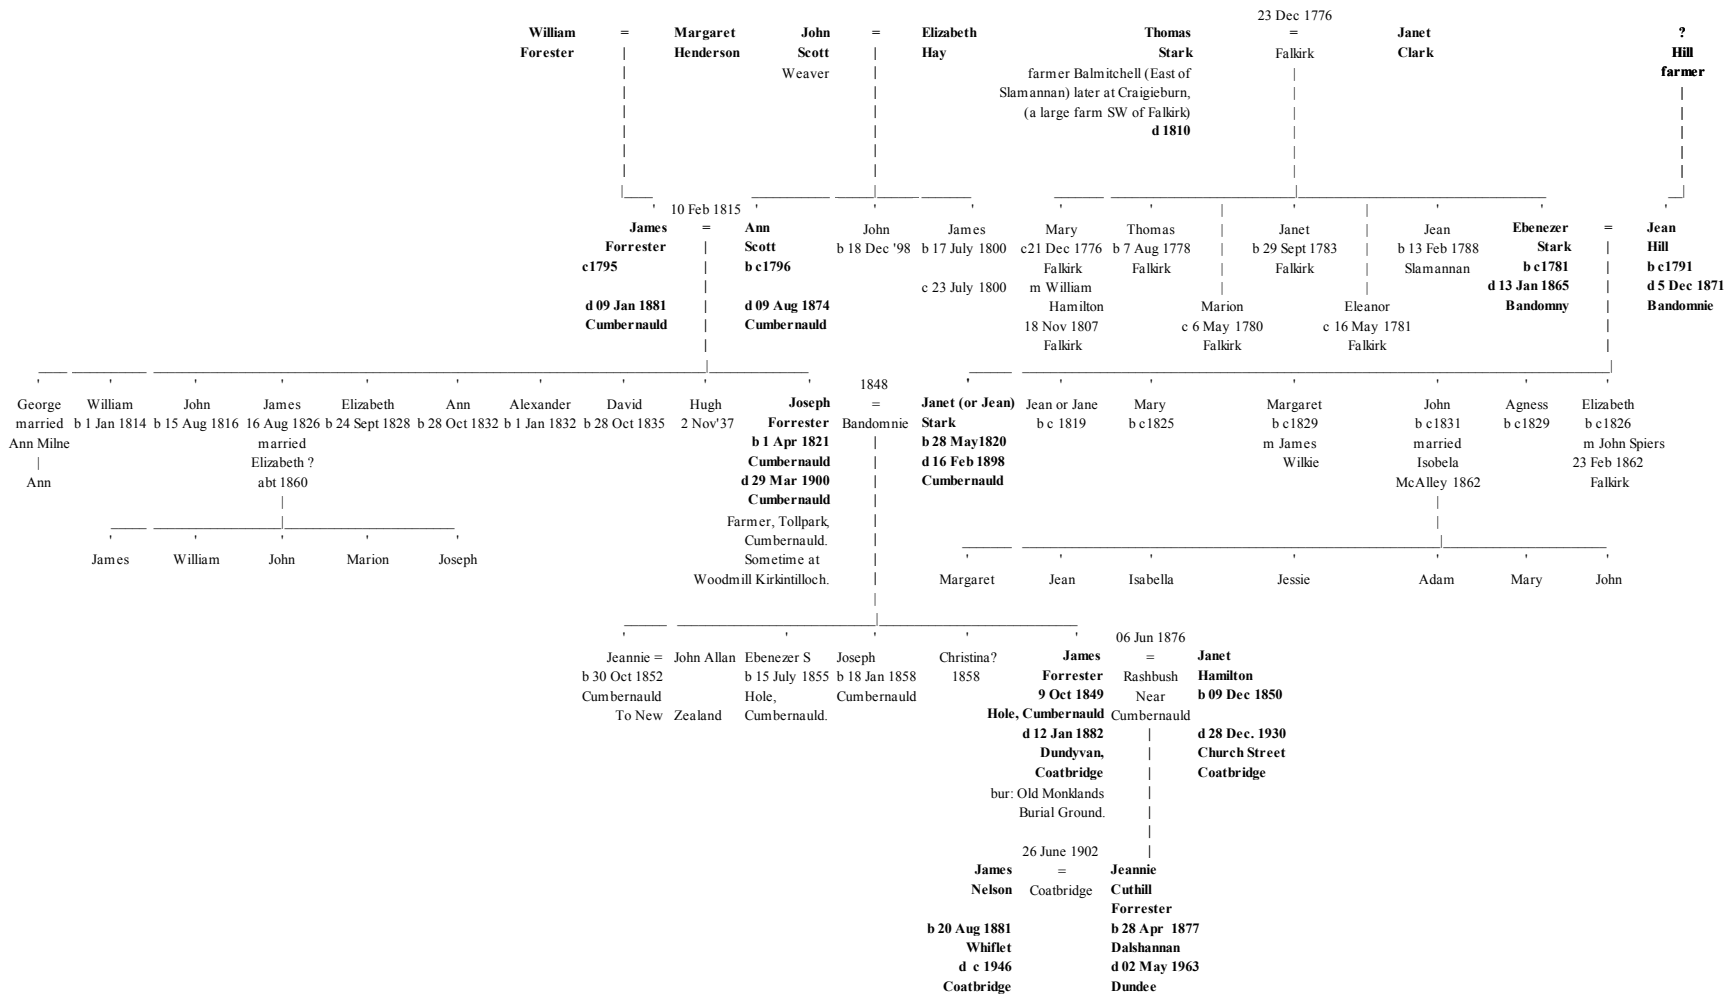 23 Dec 1776
William = Margaret John = Elizabeth Thomas = Janet ?
Forester Henderson Scott Hay Stark Falkirk Clark Hill
Weaver farmer Balmitchell (East of farmer
Slamannan) later at Craigieburn,
(a large farm SW of Falkirk)
d 1810
10 Feb 1815
James = Ann John James Mary Thomas Janet Jean Ebenezer = Jean
Forrester Scott b 18 Dec '98 b 17 July 1800 c21 Dec 1776 b 7 Aug 1778 b 29 Sept 1783 b 13 Feb 1788 Stark Hill
c1795 b c1796 Falkirk Falkirk Falkirk Slamannan b c1781 b c1791
c 23 July 1800 m William d 13 Jan 1865 d 5 Dec 1871
d 09 Jan 1881 d 09 Aug 1874 Hamilton Marion Eleanor Bandomny Bandomnie
Cumbernauld Cumbernauld 18 Nov 1807 c 6 May 1780 c 16 May 1781
Falkirk Falkirk Falkirk
1848
George William John James Elizabeth Ann Alexander David Hugh Joseph = Janet (or Jean) Jean or Jane Mary Margaret John Agness Elizabeth
married b 1 Jan 1814 b 15 Aug 1816 16 Aug 1826 b 24 Sept 1828 b 28 Oct 1832 b 1 Jan 1832 b 28 Oct 1835 2 Nov'37 Forrester Bandomnie Stark b c 1819 b c1825 b c1829 b c1831 b c1829 b c1826
Ann Milne married b 1 Apr 1821 b 28 May1820 m James married m John Spiers
Elizabeth ? Cumbernauld d 16 Feb 1898 Wilkie Isobela 23 Feb 1862
Ann abt 1860 d 29 Mar 1900 Cumbernauld McAlley 1862 Falkirk
Cumbernauld
Farmer, Tollpark,
Cumbernauld.
James William John Marion Joseph Sometime at
Woodmill Kirkintilloch. Margaret Jean Isabella Jessie Adam Mary John
06 Jun 1876
Jeannie = John Allan Ebenezer S Joseph Christina? James = Janet
b 30 Oct 1852 b 15 July 1855 b 18 Jan 1858 1858 Forrester Rashbush Hamilton
Cumbernauld Hole, Cumbernauld 9 Oct 1849 Near b 09 Dec 1850
To New Zealand Cumbernauld. Hole, Cumbernauld Cumbernauld
d 12 Jan 1882 d 28 Dec. 1930
Dundyvan, Church Street
Coatbridge Coatbridge
bur: Old Monklands
Burial Ground.
26 June 1902
James = Jeannie
Nelson Coatbridge Cuthill
Forrester
b 20 Aug 1881 b 28 Apr 1877
Whiflet Dalshannan
d c 1946 d 02 May 1963
Coatbridge Dundee